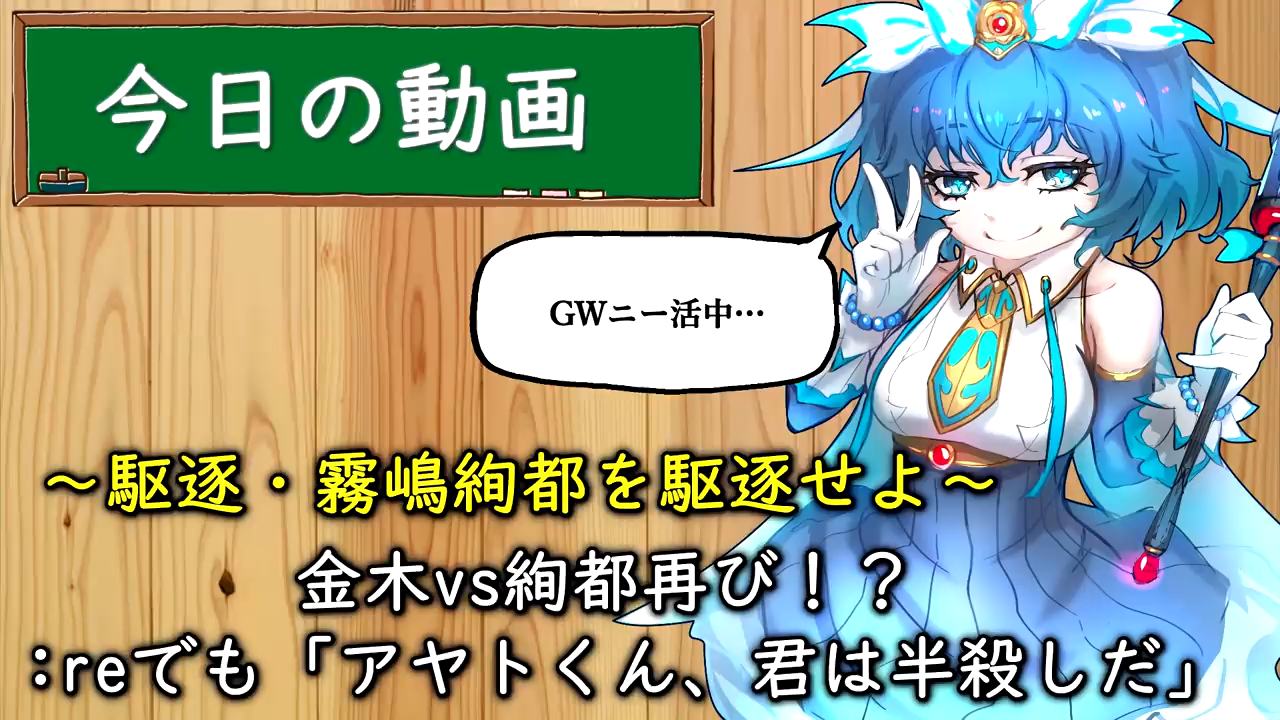 今日の動画
GWニー活中…
～駆逐・霧嶋絢都を駆逐せよ～
金木vs絢都再び！？
:reでも「アヤトくん、君は半殺しだ」